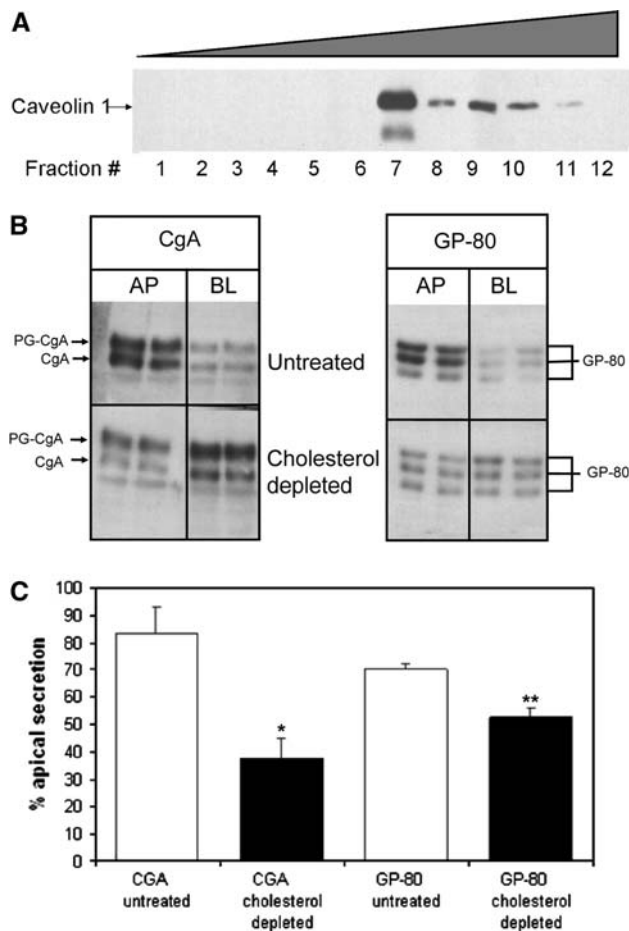 A
Caveolin 1
Fraction # 1 2 3 4 5 6 7 8 9 10 11 12
B
CgA GP-80
AP BL AP BL
PG-CgA
CgA
Untreated
GP-80
PG-CgA
CgA
Cholesterol
depleted
GP-80
C
% apical secretion
100
90
80
70
60
50
40
30
20
10
0
*
**
CGA
untreated
CGA
cholesterol
depleted
GP-80
untreated
GP-80
cholesterol
depleted